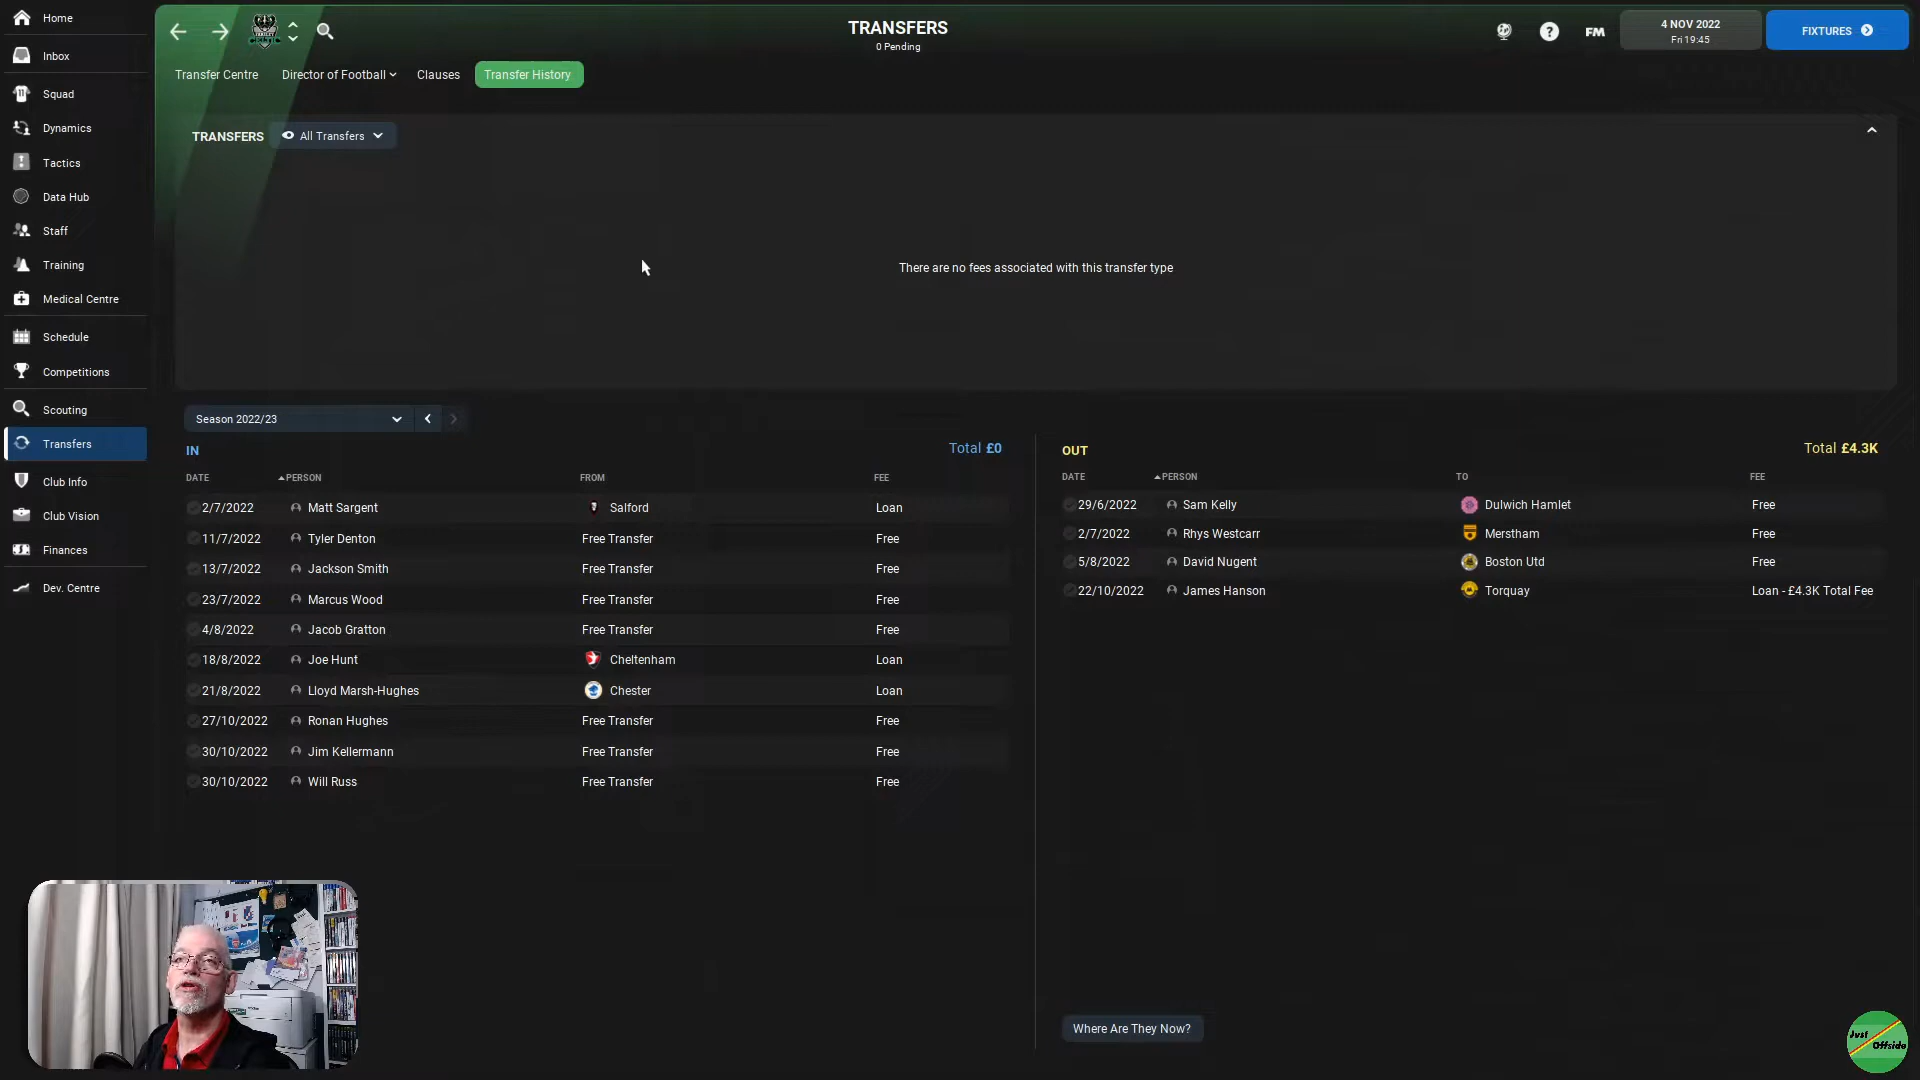 Home
Inbox
Squad
Dynamics
Tactics
Data Hub
Staff
Training
Medical Centre
Schedule
Competitions
Scouting
Transfers
Club Info
Club Vision
Finances
Dev. Centre
TRANSFERS
0 Pending
FM
4 NOV 2022
Fri 19:45
FIXTURES
Transfer Centre
Director of Football
Clauses
Transfer History
TRANSFERS
All Transfers
There are no fees associated with this transfer type
Season 2022/23
IN
Total £0
DATE PERSON FROM FEE
2/7/2022 Matt Sargent Salford Loan
11/7/2022 Tyler Denton Free Transfer Free
13/7/2022 Jackson Smith Free Transfer Free
23/7/2022 Marcus Wood Free Transfer Free
4/8/2022 Jacob Gratton Free Transfer Free
18/8/2022 Joe Hunt Cheltenham Loan
21/8/2022 Lloyd Marsh-Hughes Chester Loan
27/10/2022 Ronan Hughes Free Transfer Free
30/10/2022 Jim Kellermann Free Transfer Free
30/10/2022 Will Russ Free Transfer Free
OUT
Total £4.3K
DATE PERSON TO FEE
29/6/2022 Sam Kelly Dulwich Hamlet Free
2/7/2022 Rhys Westcarr Merstham Free
5/8/2022 David Nugent Boston Utd Free
22/10/2022 James Hanson Torquay Loan - £4.3K Total Fee
Where Are They Now?
Just
Offside